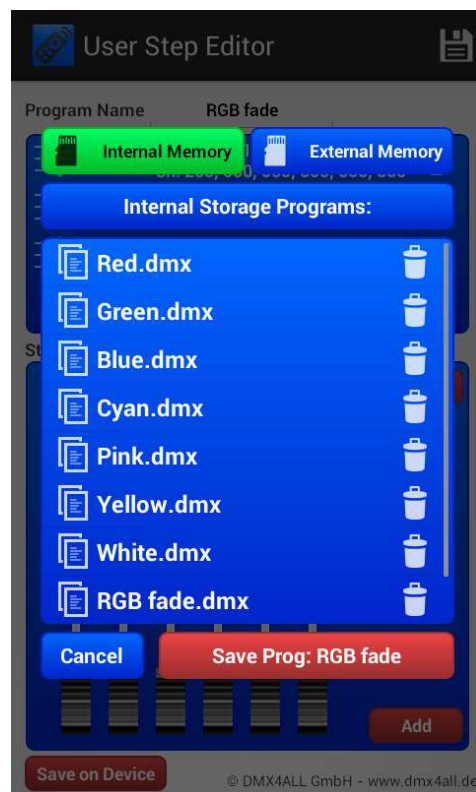 User Step Editor
Program Name RGB fade
Internal Memory External Memory
Internal Storage Programs:
Red.dmx
Green.dmx
Blue.dmx
Cyan.dmx
Pink.dmx
Yellow.dmx
White.dmx
RGB fade.dmx
Cancel Save Prog: RGB fade
Add
Save on Device © DMX4ALL GmbH - www.dmx4all.de